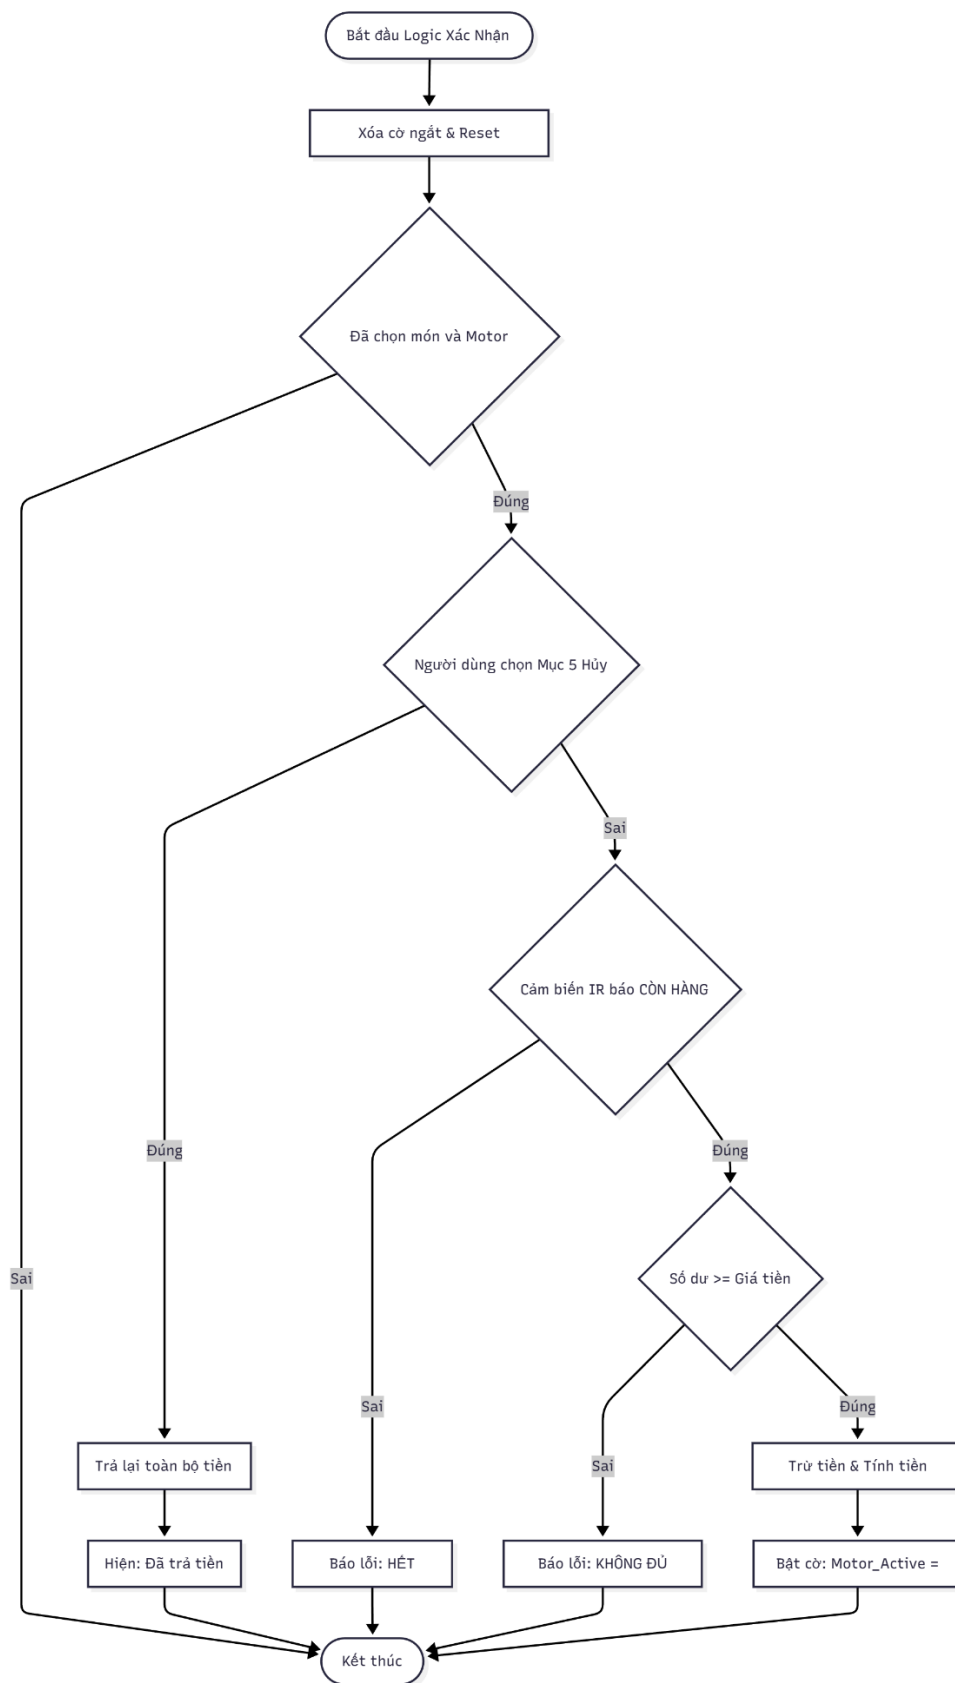 Bắt đầu Logic Xác Nhận
Xóa cờ ngắt & Reset
Đã chọn món và Motor
Đúng
Người dùng chọn Mục 5 Hủy
Sai
Cảm biến IR báo CÒN HÀNG
Đúng
Đúng
Sai
Số dư >= Giá tiền
Sai
Đúng
Sai
Trả lại toàn bộ tiền
Trừ tiền & Tính tiền
Hiện: Đã trả tiền
Báo lỗi: HẾT
Báo lỗi: KHÔNG ĐỦ
Bật cờ: Motor_Active =
Kết thúc